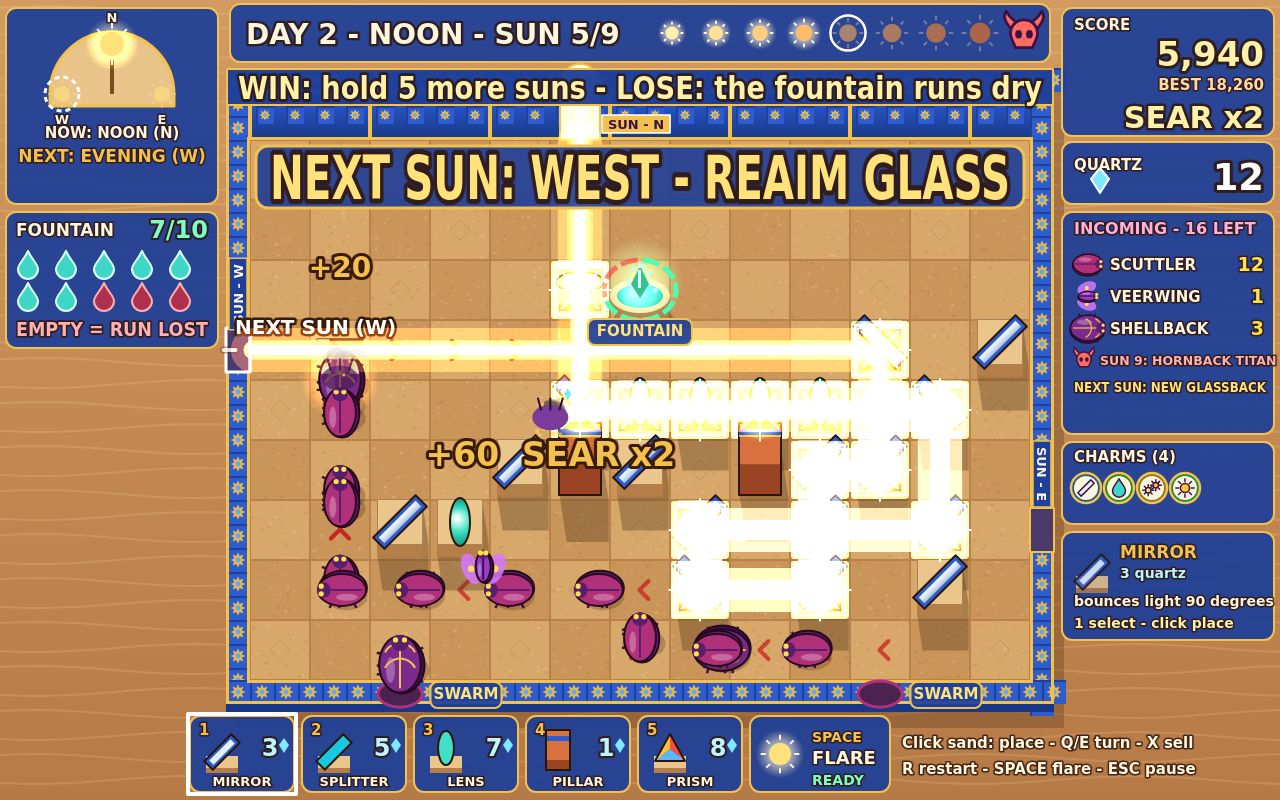 N
W
E
NOW: NOON (N)
NEXT: EVENING (W)
DAY 2 - NOON - SUN 5/9
WIN: hold 5 more suns - LOSE: the fountain runs dry
SUN - N
NEXT SUN: WEST - REAIM GLASS
FOUNTAIN 7/10
EMPTY = RUN LOST
SUN - W
+20
NEXT SUN (W)
FOUNTAIN
+60 SEAR x2
SUN - E
SWARM
SWARM
SCORE
5,940
BEST 18,260
SEAR x2
QUARTZ
12
INCOMING - 16 LEFT
SCUTTLER 12
VEERWING 1
SHELLBACK 3
SUN 9: HORNBACK TITAN
NEXT SUN: NEW GLASSBACK
CHARMS (4)
MIRROR
3 quartz
bounces light 90 degrees
1 select - click place
1 3 MIRROR
2 5 SPLITTER
3 7 LENS
4 1 PILLAR
5 8 PRISM
SPACE
FLARE
READY
Click sand: place - Q/E turn - X sell
R restart - SPACE flare - ESC pause